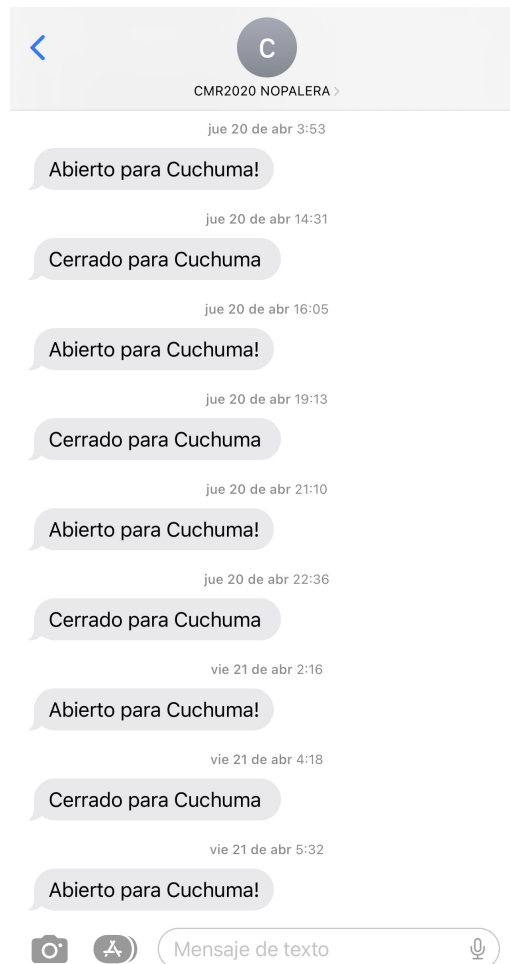 C
CMR2020 NOPALERA
jue 20 de abr 3:53
Abierto para Cuchuma!
jue 20 de abr 14:31
Cerrado para Cuchuma
jue 20 de abr 16:05
Abierto para Cuchuma!
jue 20 de abr 19:13
Cerrado para Cuchuma
jue 20 de abr 21:10
Abierto para Cuchuma!
jue 20 de abr 22:36
Cerrado para Cuchuma
vie 21 de abr 2:16
Abierto para Cuchuma!
vie 21 de abr 4:18
Cerrado para Cuchuma
vie 21 de abr 5:32
Abierto para Cuchuma!
Mensaje de texto